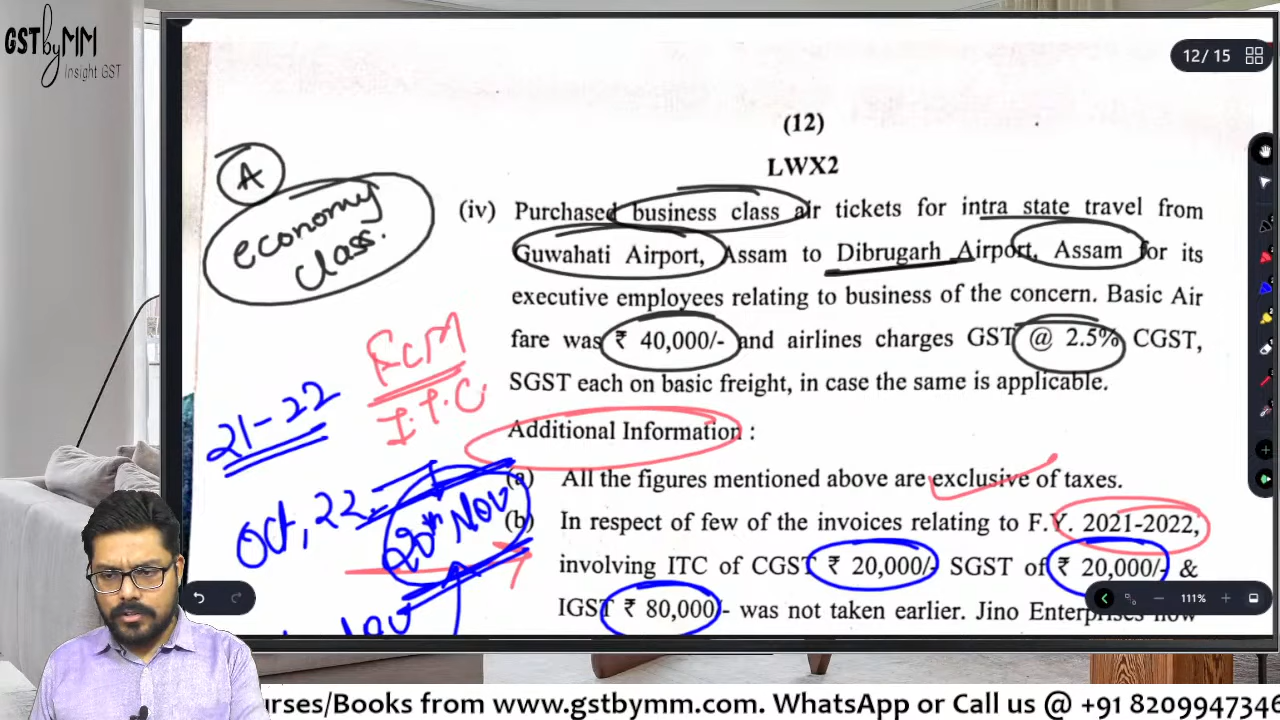 GSTbyMM
Insight GST
12/ 15
(12)
LWX2
A
economy
class.
(iv) Purchased business class air tickets for intra state travel from
Guwahati Airport, Assam to Dibrugarh Airport, Assam for its
executive employees relating to business of the concern. Basic Air
fare was ₹ 40,000/- and airlines charges GST @ 2.5% CGST,
SGST each on basic freight, in case the same is applicable.
RCM
I.T.C
21-22
Additional Information :
(a) All the figures mentioned above are exclusive of taxes.
Oct, 22
20th Nov
(b) In respect of few of the invoices relating to F.Y. 2021-2022,
involving ITC of CGST ₹ 20,000/- SGST of ₹ 20,000/- &
IGST ₹ 80,000/- was not taken earlier. Jino Enterprises now
111%
urses/Books from www.gstbymm.com. WhatsApp or Call us @ +91 8209947346